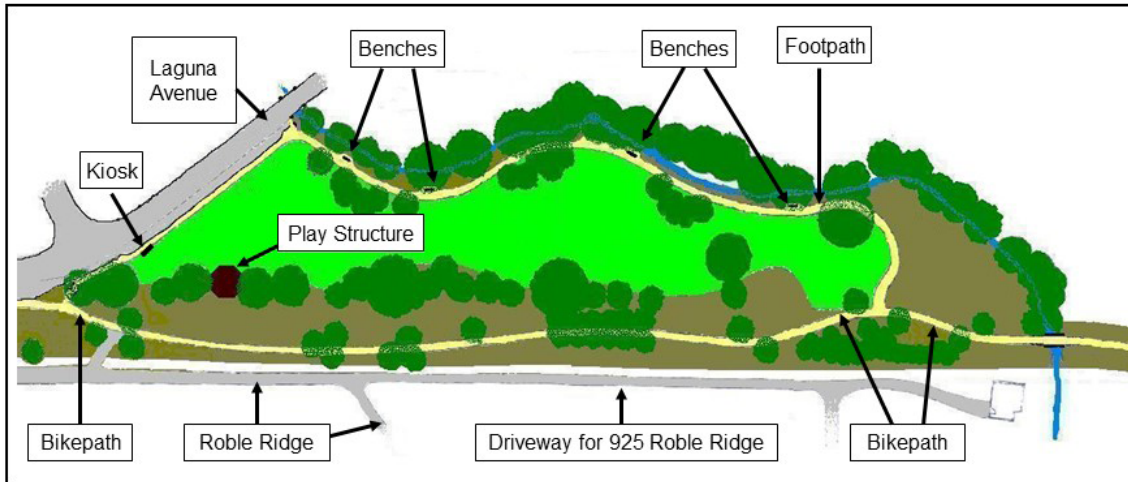 Benches
Benches
Footpath
Laguna
Avenue
Kiosk
Play Structure
Bikepath
Roble Ridge
Driveway for 925 Roble Ridge
Bikepath